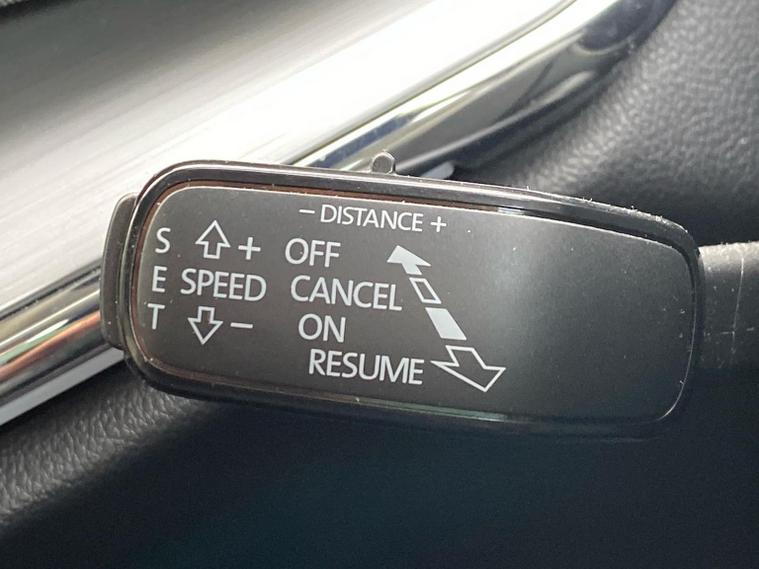 - DISTANCE +
S + OFF
E SPEED CANCEL
T - ON
RESUME